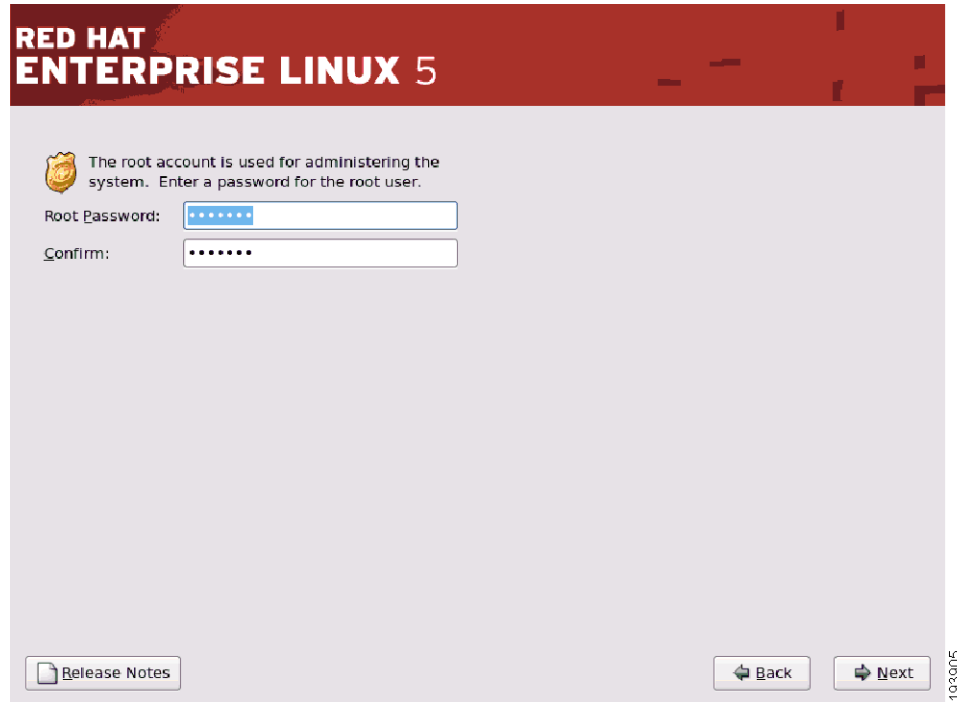 RED HAT
ENTERPRISE LINUX 5
The root account is used for administering the
system. Enter a password for the root user.
Root Password: •••••••
Confirm: •••••••
Release Notes
Back
Next
193905